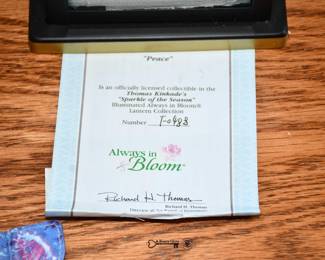 "Peace"
Is an officially licensed collectible in the
Thomas Kinkade's
"Sparkle of the Season"
Illuminated Always in Bloom®
Lantern Collection
Number T-0483
Always in
Bloom
Richard H. Thomas
Richard H. Thomas